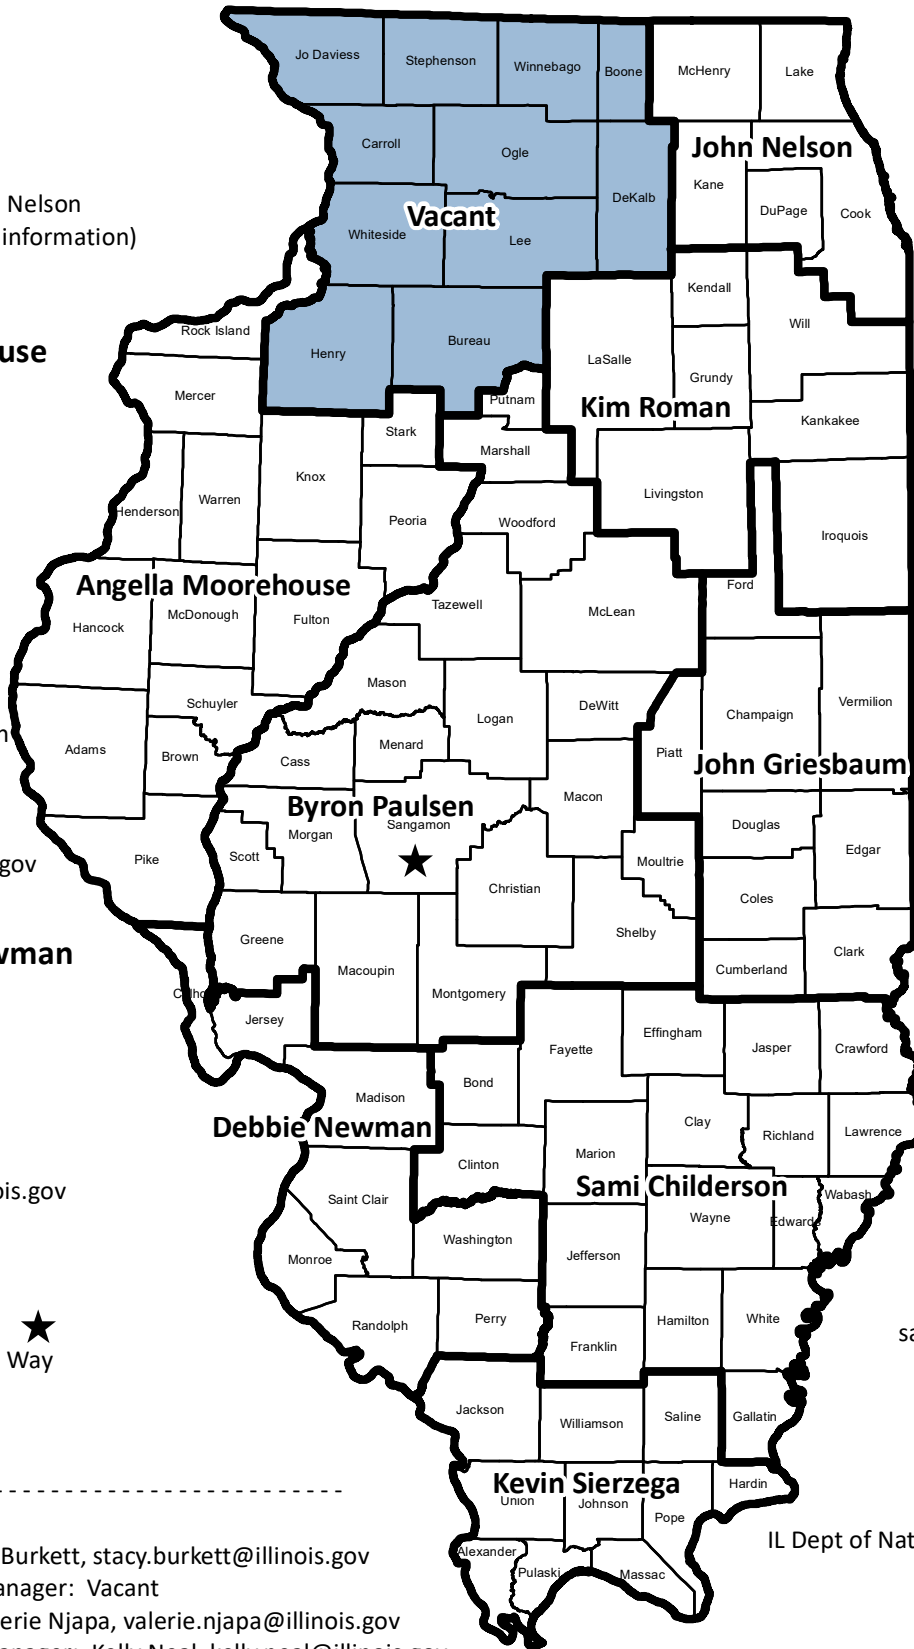 Jo Daviess
Stephenson
Winnebago
Boone
McHenry
Lake
Carroll
Ogle
DeKalb
John Nelson
Kane
DuPage
Cook
Nelson
information)
Whiteside
Vacant
Lee
Kendall
Will
Rock Island
Henry
Bureau
LaSalle
Grundy
use
Mercer
Putnam
Kim Roman
Kankakee
Stark
Marshall
Knox
Livingston
Henderson
Warren
Peoria
Woodford
Iroquois
Angella Moorehouse
Ford
Hancock
McDonough
Fulton
Tazewell
McLean
Mason
Schuyler
Logan
DeWitt
Champaign
Vermilion
Adams
Brown
Cass
Menard
Piatt
John Griesbaum
Byron Paulsen
Macon
Sangamon
Morgan
Douglas
Pike
Scott
Moultrie
Edgar
gov
Christian
Coles
Greene
Shelby
Clark
wman
Macoupin
Cumberland
Montgomery
Calho
Jersey
Effingham
Fayette
Jasper
Crawford
Bond
Madison
Debbie Newman
Clay
Richland
Lawrence
Clinton
Marion
ois.gov
Saint Clair
Sami Childerson
Wabash
Wayne
Edwards
Washington
Monroe
Jefferson
Randolph
Perry
Hamilton
White
Franklin
sa
Way
Jackson
Williamson
Saline
Gallatin
Kevin Sierzega
Hardin
Union
Johnson
Pope
IL Dept of Nat
Alexander
Pulaski
Massac
Burkett, stacy.burkett@illinois.gov
anager: Vacant
erie Njapa, valerie.njapa@illinois.gov